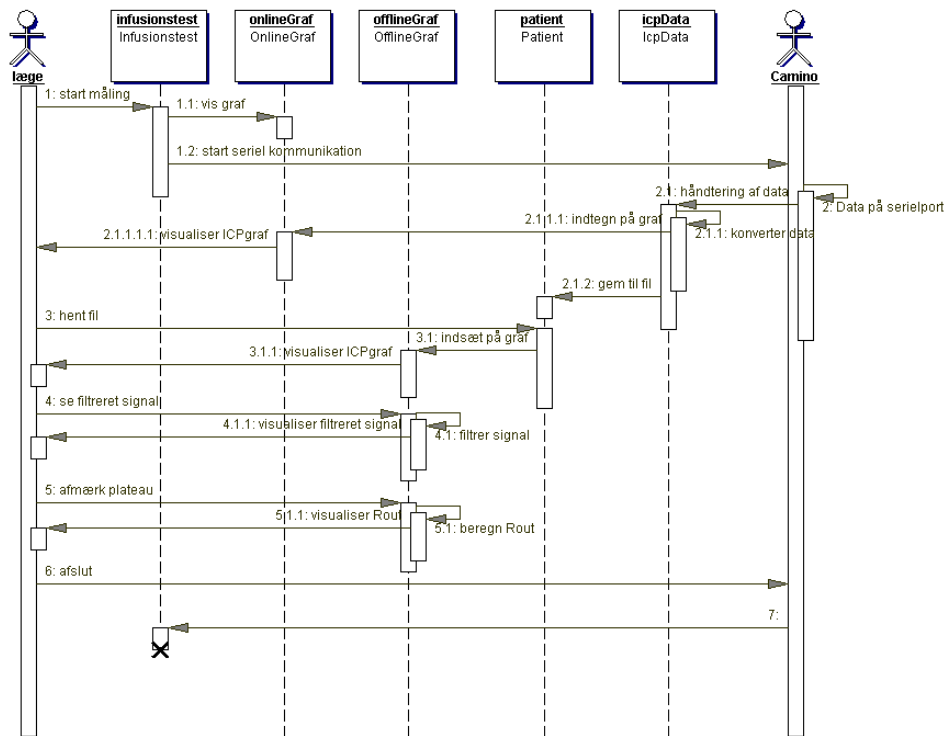 infusionstest
Infusionstest
onlineGraf
OnlineGraf
offlineGraf
OfflineGraf
patient
Patient
icpData
IcpData
læge
Camino
1: start måling
1.1: vis graf
1.2: start seriel kommunikation
2.1: håndtering af data
2: Data på serielport
2.1.1.1: indtegn på graf
2.1.1.1.1: visualiser ICPgraf
2.1.1: konverter data
2.1.2: gem til fil
3: hent fil
3.1: indsæt på graf
3.1.1: visualiser ICPgraf
4: se filtreret signal
4.1.1: visualiser filtreret signal
4.1: filtrer signal
5: afmærk plateau
5.1.1: visualiser Rout
5.1: beregn Rout
6: afslut
7: